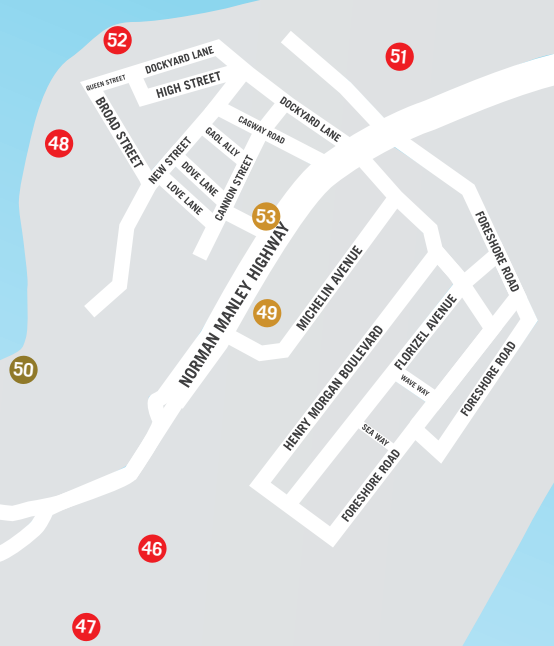 52
51
DOCKYARD LANE
QUEEN STREET
HIGH STREET
BROAD STREET
DOCKYARD LANE
CAGWAY ROAD
48
GAOL ALLY
NEW STREET
DOVE LANE
CANNON STREET
LOVE LANE
53
FORESHORE ROAD
NORMAN MANLEY HIGHWAY
MICHELIN AVENUE
49
FLORIZEL AVENUE
50
HENRY MORGAN BOULEVARD
WAVE WAY
FORESHORE ROAD
SEA WAY
FORESHORE ROAD
46
47